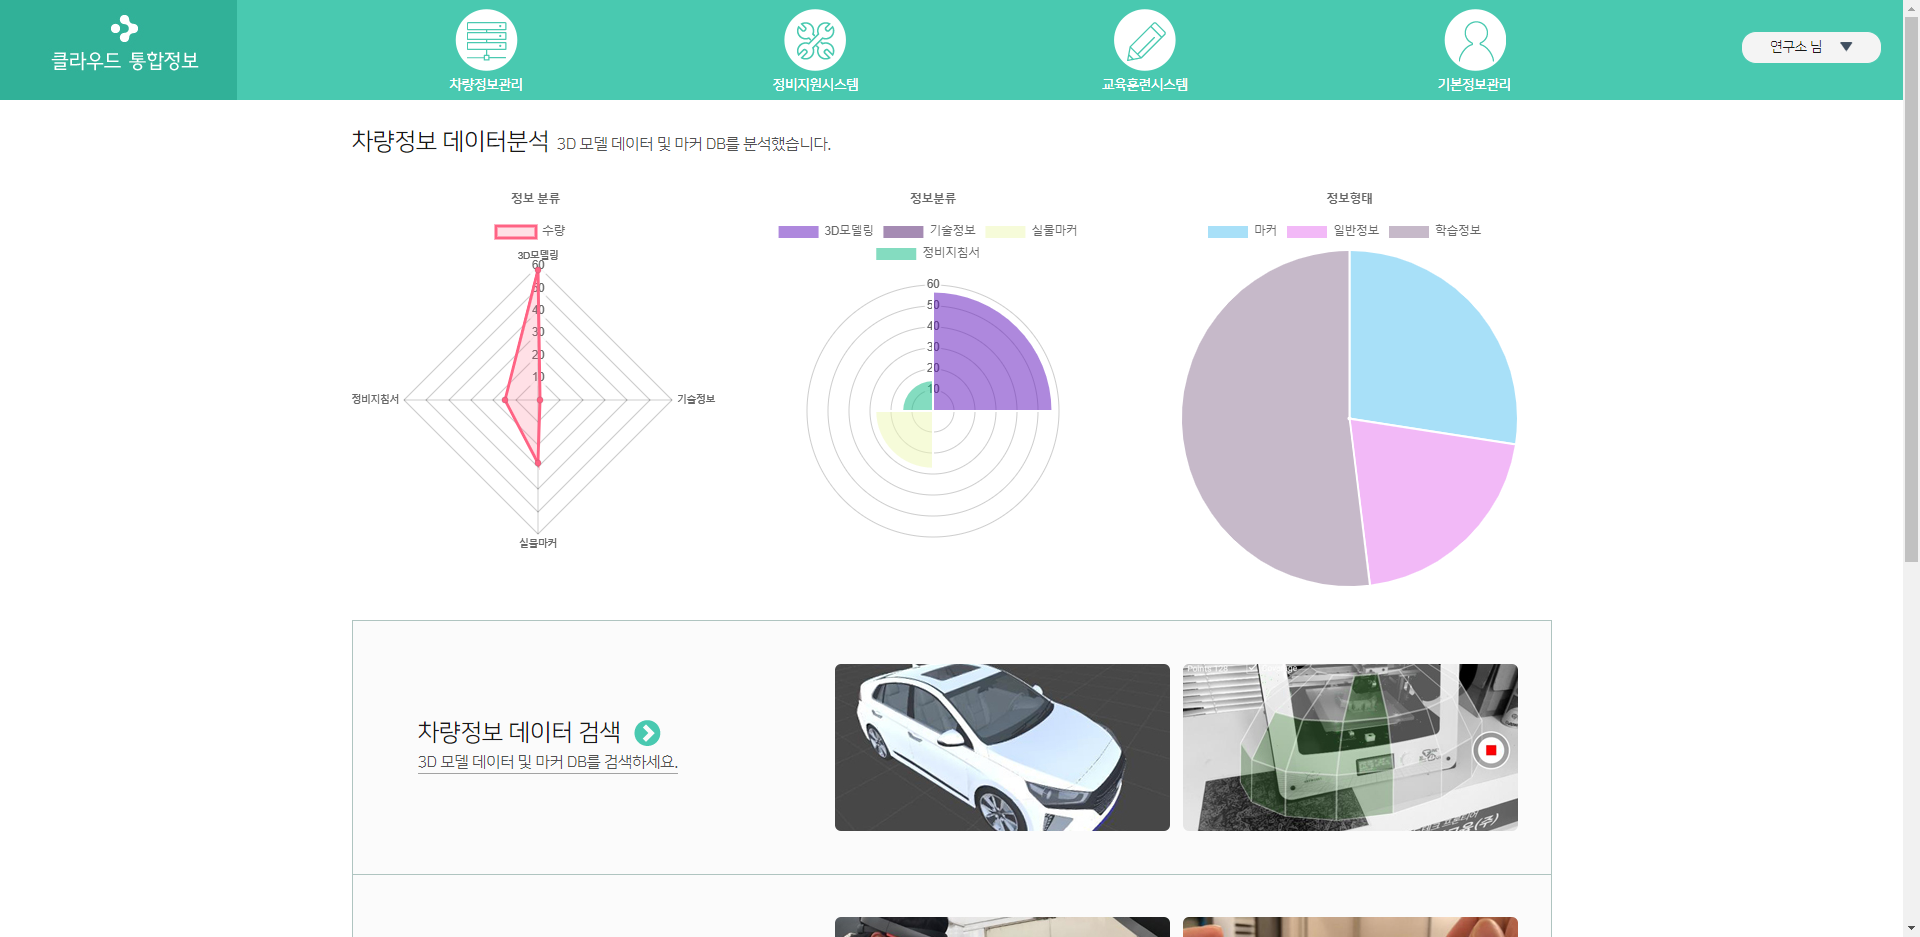 클라우드 통합정보
차량정보관리
정비지원시스템
교육훈련시스템
기본정보관리
연구소 님
차량정보 데이터분석 3D 모델 데이터 및 마커 DB를 분석했습니다.
정보 분류
수량
3D모델링
60
50
40
30
20
10
정비지침서
기술정보
실물마커
정보분류
3D모델링 기술정보 실물마커
정비지침서
60
50
40
30
20
10
정보형태
마커 일반정보 학습정보
차량정보 데이터 검색
3D 모델 데이터 및 마커 DB를 검색하세요.